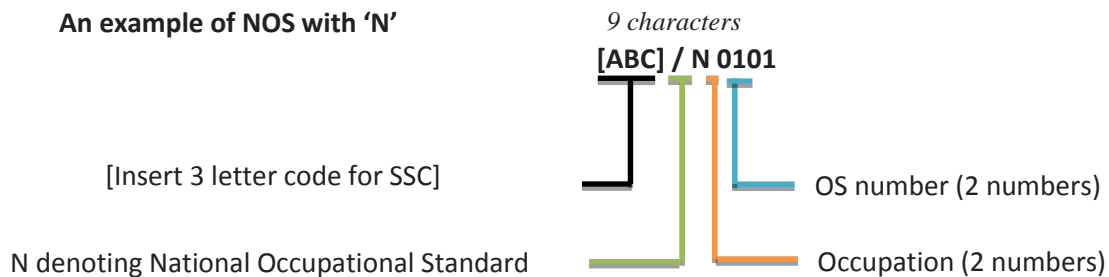 An example of NOS with ‘N’
9 characters
[ABC] / N 0101
[Insert 3 letter code for SSC]
OS number (2 numbers)
N denoting National Occupational Standard
Occupation (2 numbers)